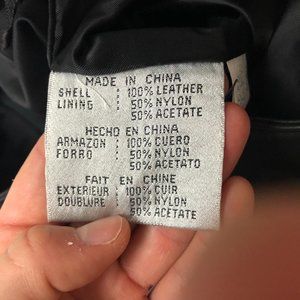 MADE IN CHINA
SHELL : 100% LEATHER
LINING : 50% NYLON
50% ACETATE
HECHO EN CHINA
ARMAZON : 100% CUERO
FORRO : 50% NYLON
50% ACETATO
FAIT EN CHINE
EXTERIEUR : 100% CUIR
DOUBLURE : 50% NYLON
50% ACETATE